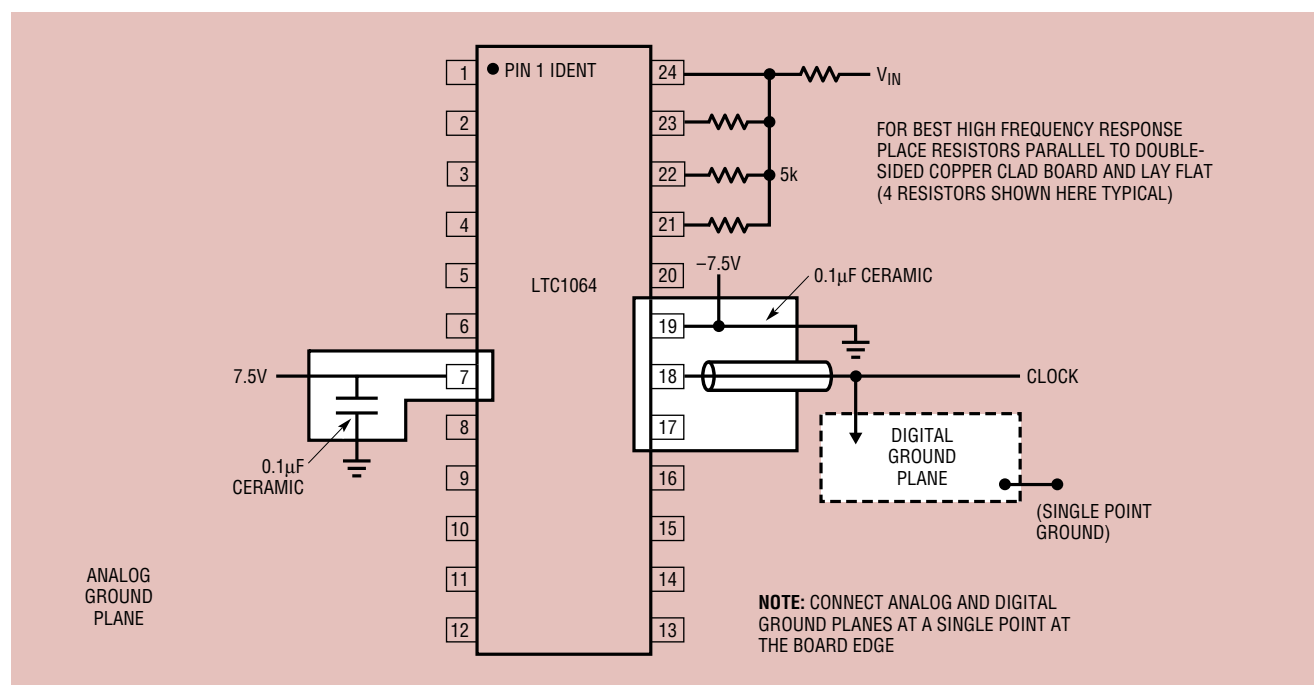 1
PIN 1 IDENT
24
V_IN
2
23
FOR BEST HIGH FREQUENCY RESPONSE
PLACE RESISTORS PARALLEL TO DOUBLE-
SIDED COPPER CLAD BOARD AND LAY FLAT
(4 RESISTORS SHOWN HERE TYPICAL)
3
22
5k
4
21
5
LTC1064
20
–7.5V
0.1µF CERAMIC
6
19
7.5V
7
18
CLOCK
8
17
DIGITAL
GROUND
PLANE
0.1µF
CERAMIC
9
16
(SINGLE POINT
GROUND)
10
15
ANALOG
GROUND
PLANE
11
14
NOTE: CONNECT ANALOG AND DIGITAL
GROUND PLANES AT A SINGLE POINT AT
THE BOARD EDGE
12
13